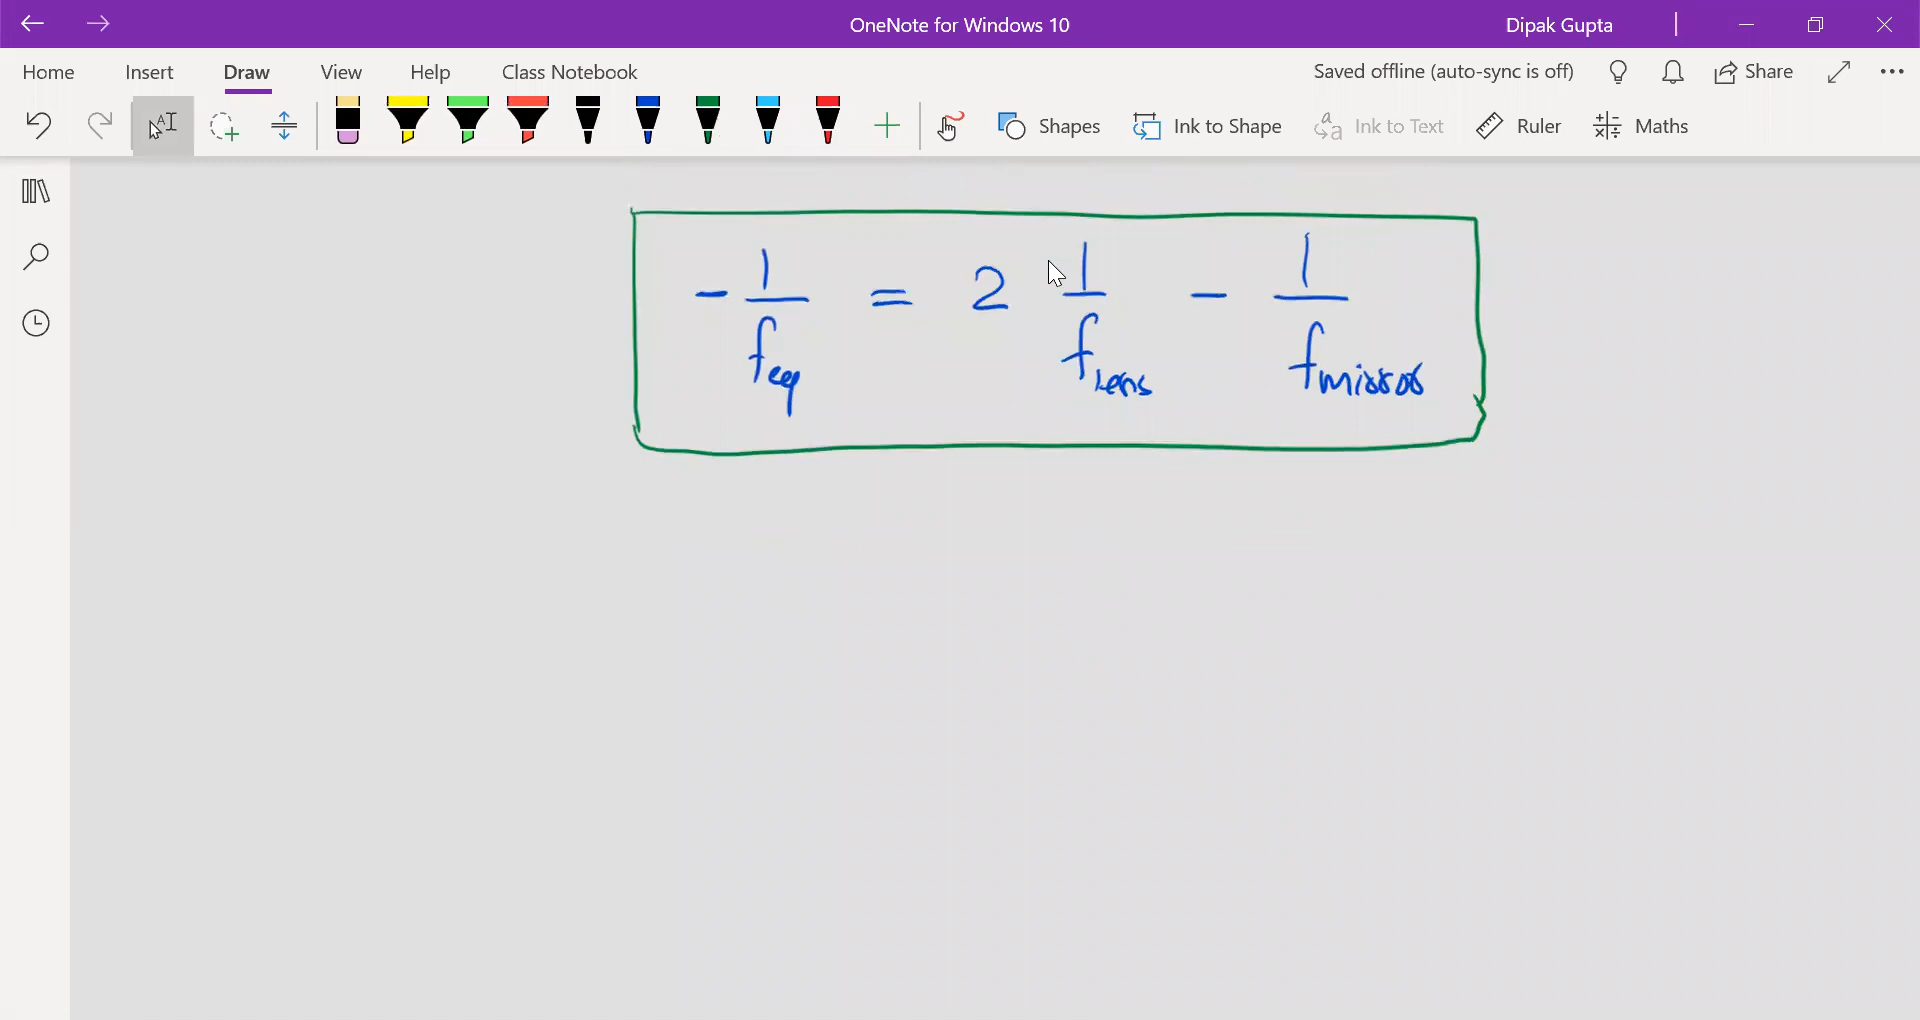 OneNote for Windows 10 Dipak Gupta
Home Insert Draw View Help Class Notebook Saved offline (auto-sync is off) Share
Shapes Ink to Shape Ink to Text Ruler Maths
- 1/f_eq = 2 1/f_lens - 1/f_mirror